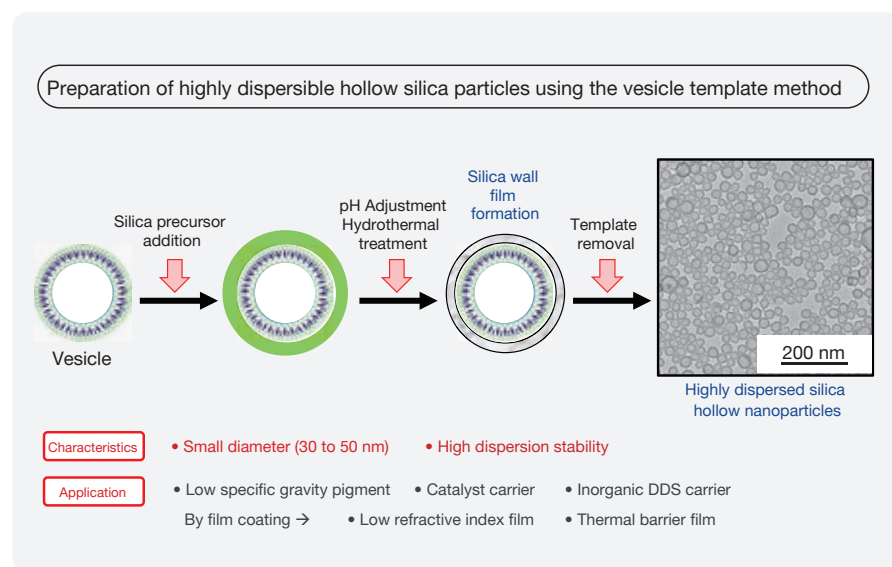 Preparation of highly dispersible hollow silica particles using the vesicle template method
Silica precursor
addition
pH Adjustment
Hydrothermal
treatment
Silica wall
film
formation
Template
removal
Vesicle
200 nm
Highly dispersed silica
hollow nanoparticles
Characteristics • Small diameter (30 to 50 nm) • High dispersion stability
Application • Low specific gravity pigment • Catalyst carrier • Inorganic DDS carrier
By film coating → • Low refractive index film • Thermal barrier film